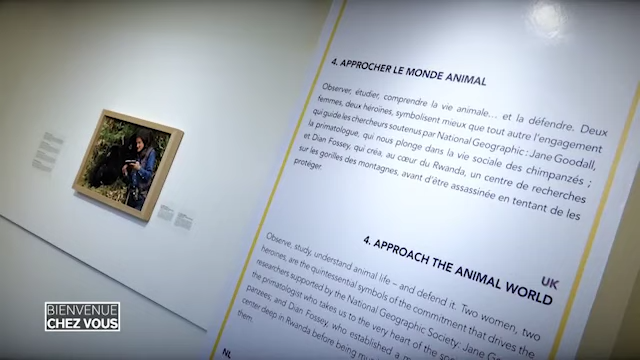 4. APPROCHER LE MONDE ANIMAL
Observer, étudier, comprendre la vie animale... et la défendre. Deux
femmes, deux héroïnes, symbolisent mieux que tout autre l'engagement
qui guide les chercheurs soutenus par National Geographic : Jane Goodall,
la primatologue, qui nous plonge dans la vie sociale des chimpanzés ;
et Dian Fossey, qui créa, au cœur du Rwanda, un centre de recherches
sur les gorilles des montagnes, avant d'être assassinée en tentant de les
protéger.
UK
4. APPROACH THE ANIMAL WORLD
Observe, study, understand animal life – and defend it. Two women, two
heroines, are the quintessential symbols of the commitment that drives the
researchers supported by the National Geographic Society: Jane Goodall,
the primatologist who takes us to the very heart of the
panzees, and Dian Fossey, who established a
center deep in Rwanda before being
them
NL
BIENVENUE
CHEZ VOUS